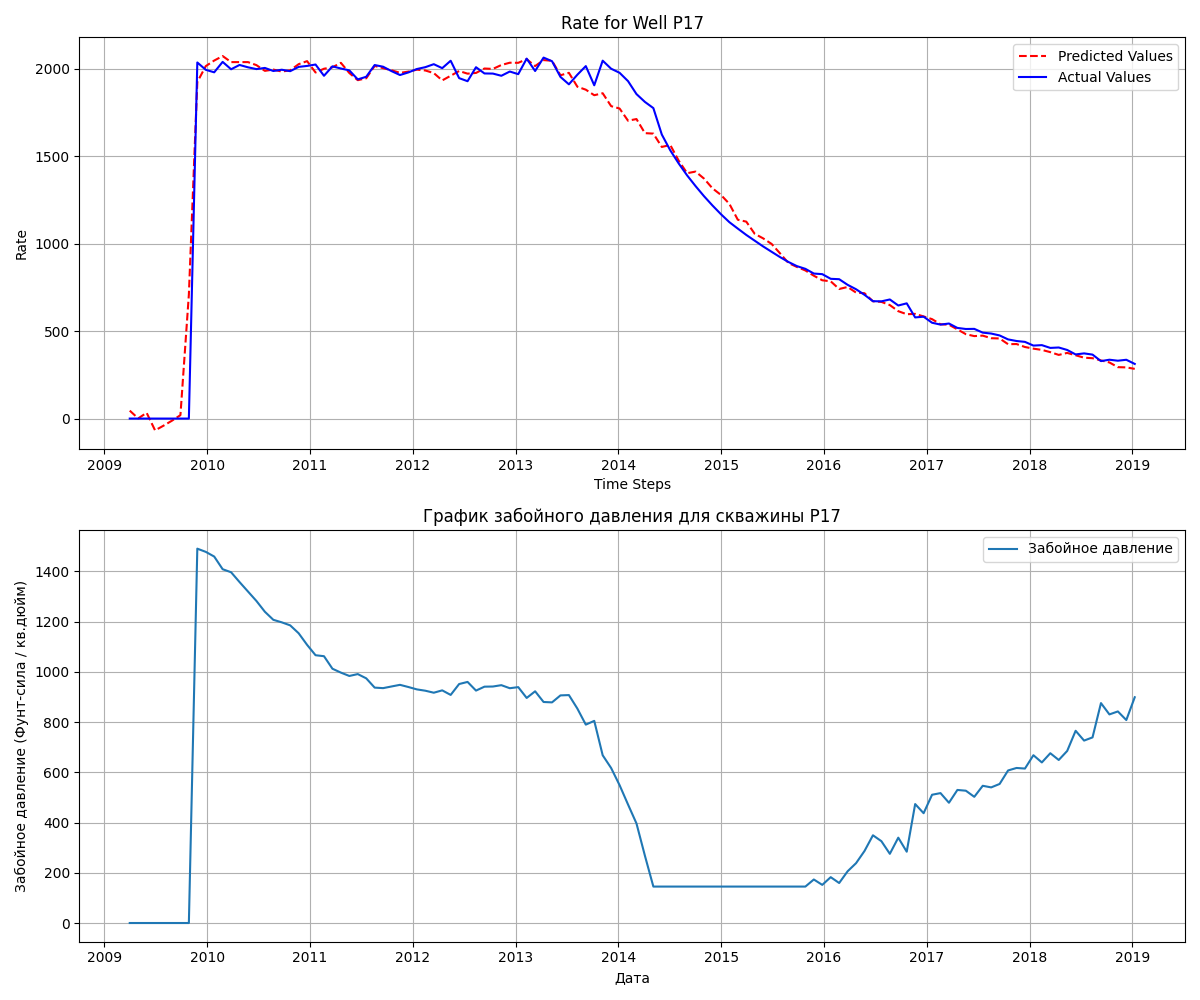 Rate for Well P17
Predicted Values
Actual Values
Rate
2000
1500
1000
500
0
2009 2010 2011 2012 2013 2014 2015 2016 2017 2018 2019
Time Steps
График забойного давления для скважины P17
Забойное давление
Забойное давление (Фунт-сила / кв.дюйм)
1400
1200
1000
800
600
400
200
0
2009 2010 2011 2012 2013 2014 2015 2016 2017 2018 2019
Дата